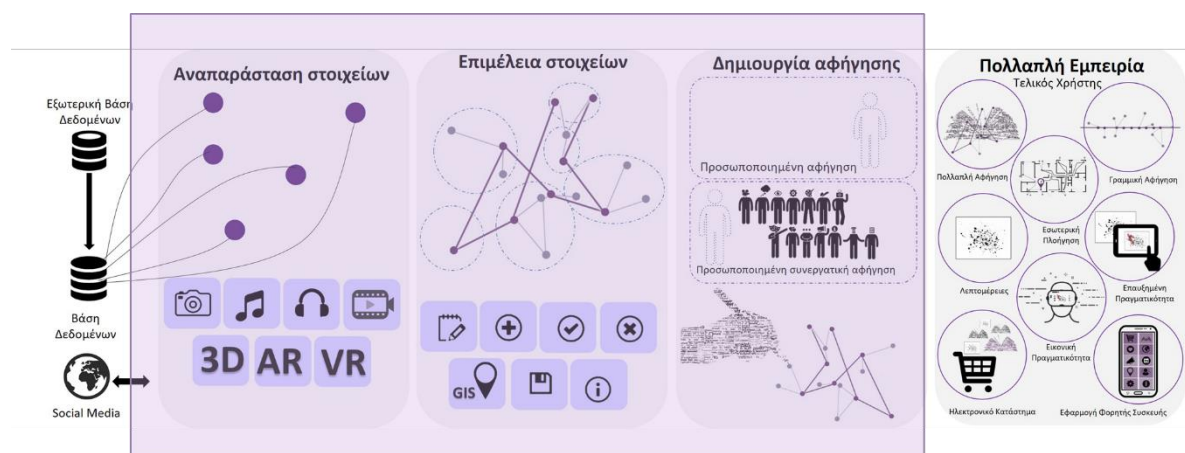 Εξωτερική Βάση
Δεδομένων
Βάση
Δεδομένων
Social Media
Αναπαράσταση στοιχείων
3D AR VR
Επιμέλεια στοιχείων
GIS
Δημιουργία αφήγησης
Προσωποποιημένη αφήγηση
Προσωποποιημένη συνεργατική αφήγηση
Πολλαπλή Εμπειρία
Τελικός Χρήστης
Πολλαπλή Αφήγηση
Γραμμική Αφήγηση
Εσωτερική
Πλοήγηση
Λεπτομέρειες
Επαυξημένη
Πραγματικότητα
Εικονική
Πραγματικότητα
Ηλεκτρονικό Κατάστημα
Εφαρμογή Φορητής Συσκευής